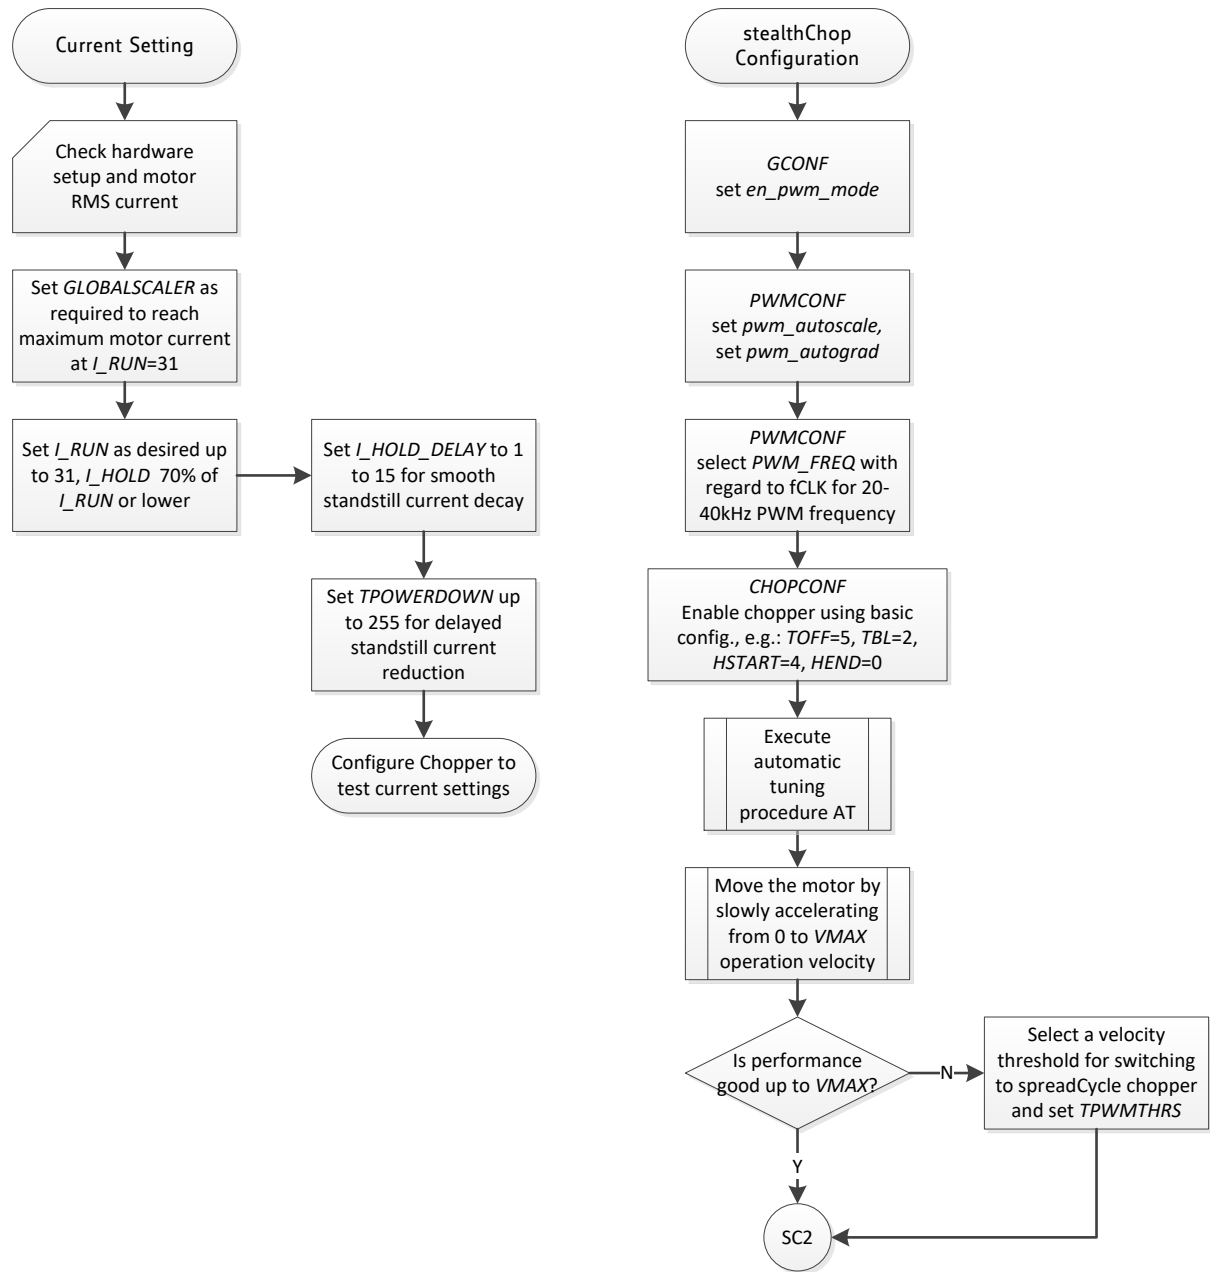 Current Setting
Check hardware
setup and motor
RMS current
Set GLOBALSCALER as
required to reach
maximum motor current
at I_RUN=31
Set I_RUN as desired up
to 31, I_HOLD 70% of
I_RUN or lower
Set I_HOLD_DELAY to 1
to 15 for smooth
standstill current decay
Set TPOWERDOWN up
to 255 for delayed
standstill current
reduction
Configure Chopper to
test current settings
stealthChop
Configuration
GCONF
set en_pwm_mode
PWMCONF
set pwm_autoscale,
set pwm_autograd
PWMCONF
select PWM_FREQ with
regard to fCLK for 20-
40kHz PWM frequency
CHOPCONF
Enable chopper using basic
config., e.g.: TOFF=5, TBL=2,
HSTART=4, HEND=0
Execute
automatic
tuning
procedure AT
Move the motor by
slowly accelerating
from 0 to VMAX
operation velocity
Is performance
good up to VMAX?
N
Select a velocity
threshold for switching
to spreadCycle chopper
and set TPWMTHRS
Y
SC2